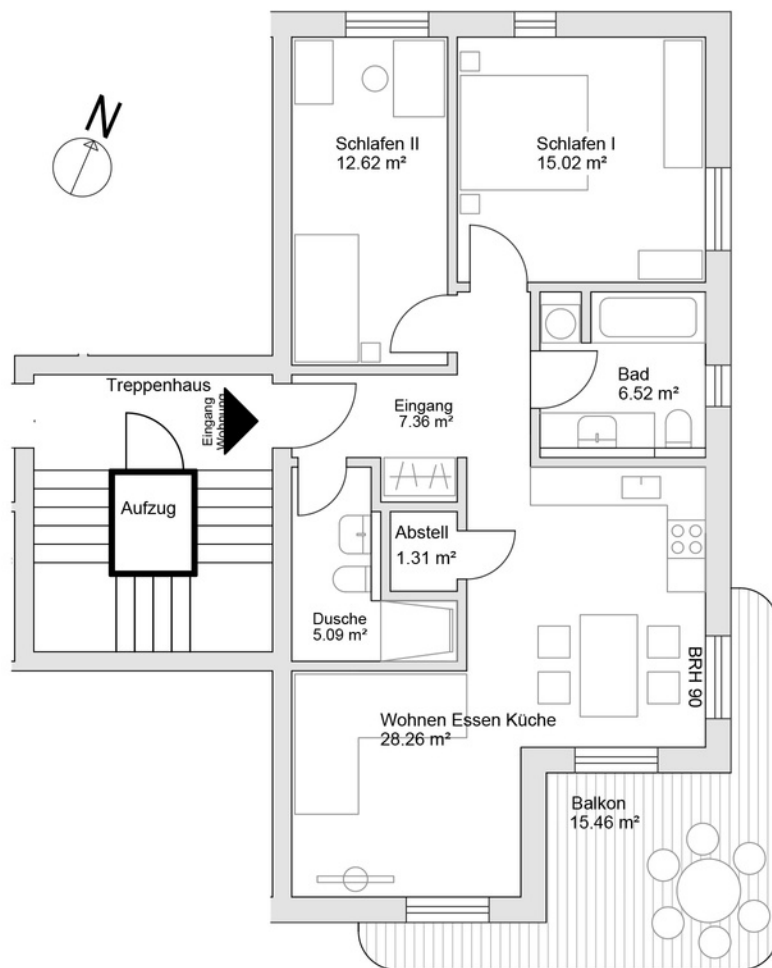 N
Schlafen II
12.62 m²
Schlafen I
15.02 m²
Treppenhaus
Eingang
Wohnung
Eingang
7.36 m²
Bad
6.52 m²
Aufzug
Abstell
1.31 m²
Dusche
5.09 m²
BRH 90
Wohnen Essen Küche
28.26 m²
Balkon
15.46 m²